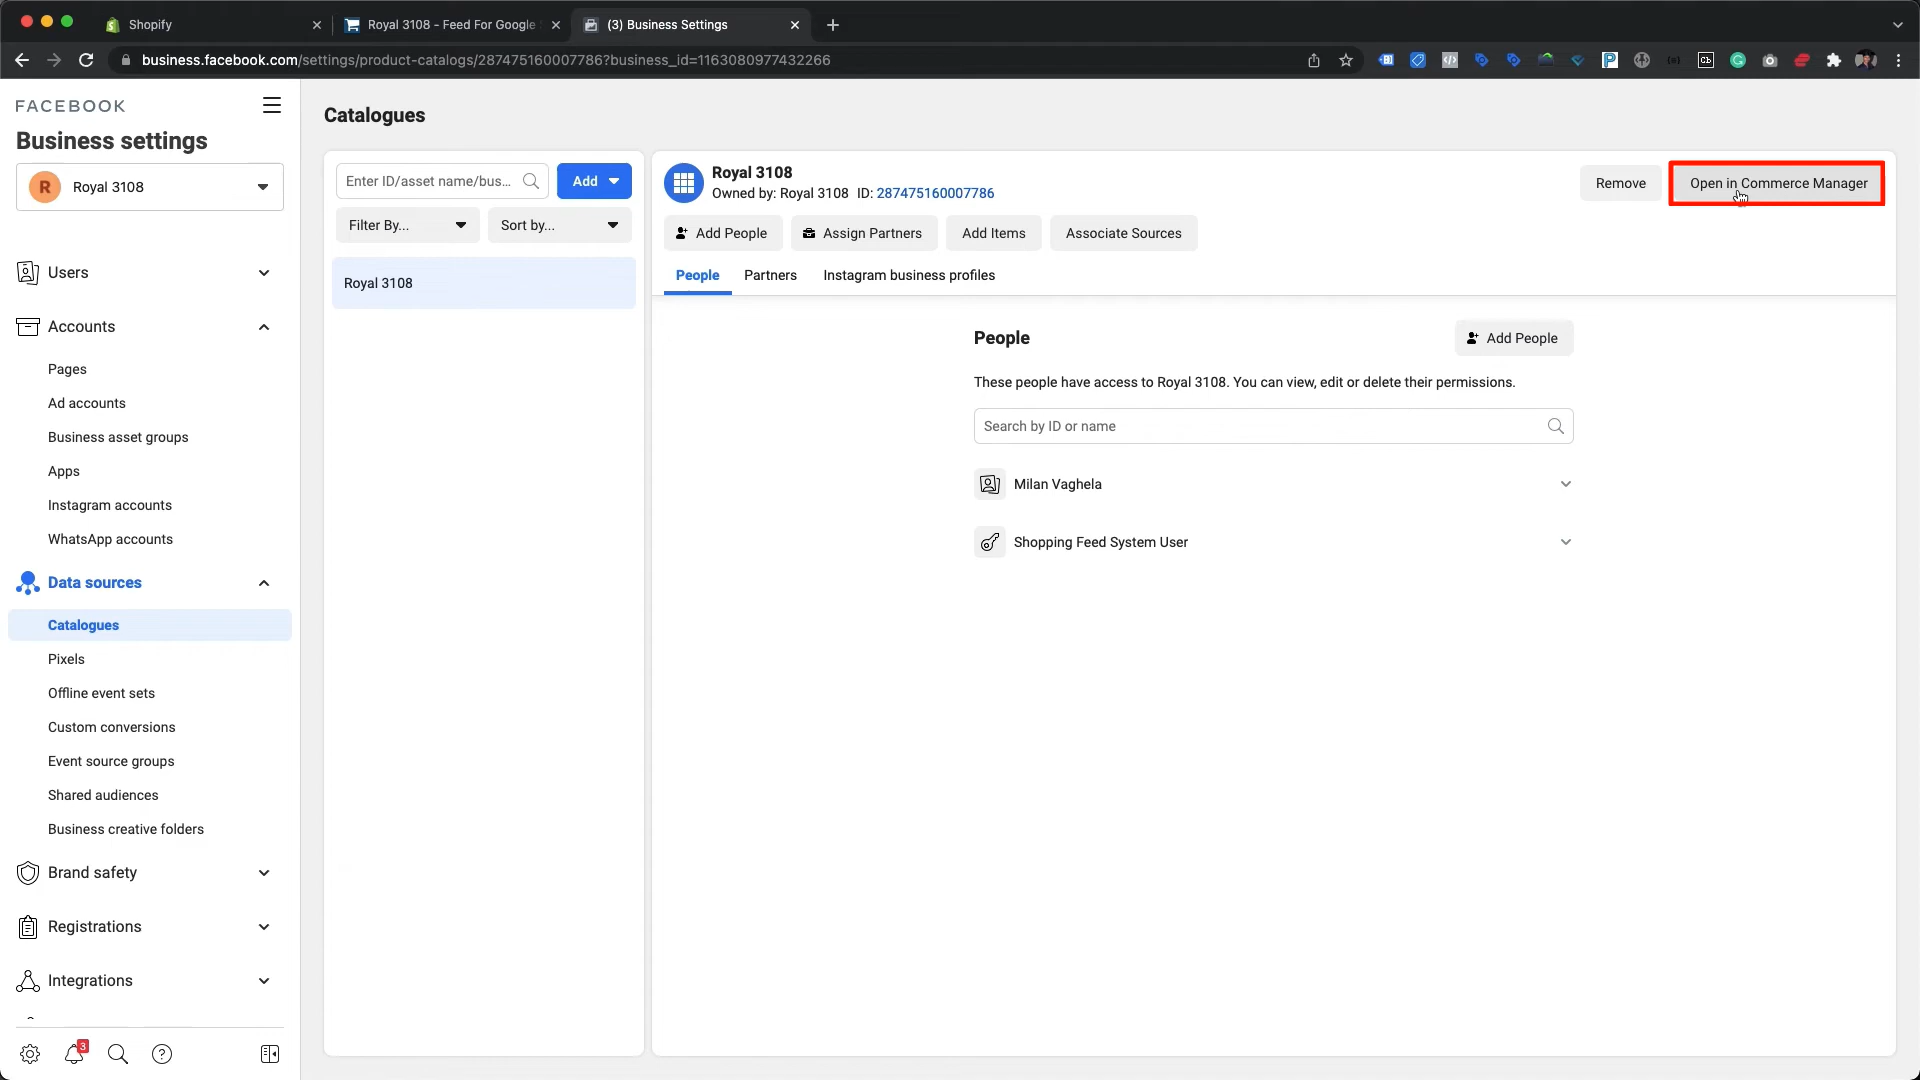 Shopify
Royal 3108 - Feed For Google
(3) Business Settings
business.facebook.com/settings/product-catalogs/287475160007786?business_id=1163080977432266
FACEBOOK
Business settings
R Royal 3108
Users
Accounts
Pages
Ad accounts
Business asset groups
Apps
Instagram accounts
WhatsApp accounts
Data sources
Catalogues
Pixels
Offline event sets
Custom conversions
Event source groups
Shared audiences
Business creative folders
Brand safety
Registrations
Integrations
3
Catalogues
Enter ID/asset name/bus...
Add
Filter By...
Sort by...
Royal 3108
Royal 3108
Owned by: Royal 3108 ID: 287475160007786
Remove
Open in Commerce Manager
Add People
Assign Partners
Add Items
Associate Sources
People
Partners
Instagram business profiles
People
Add People
These people have access to Royal 3108. You can view, edit or delete their permissions.
Search by ID or name
Milan Vaghela
Shopping Feed System User